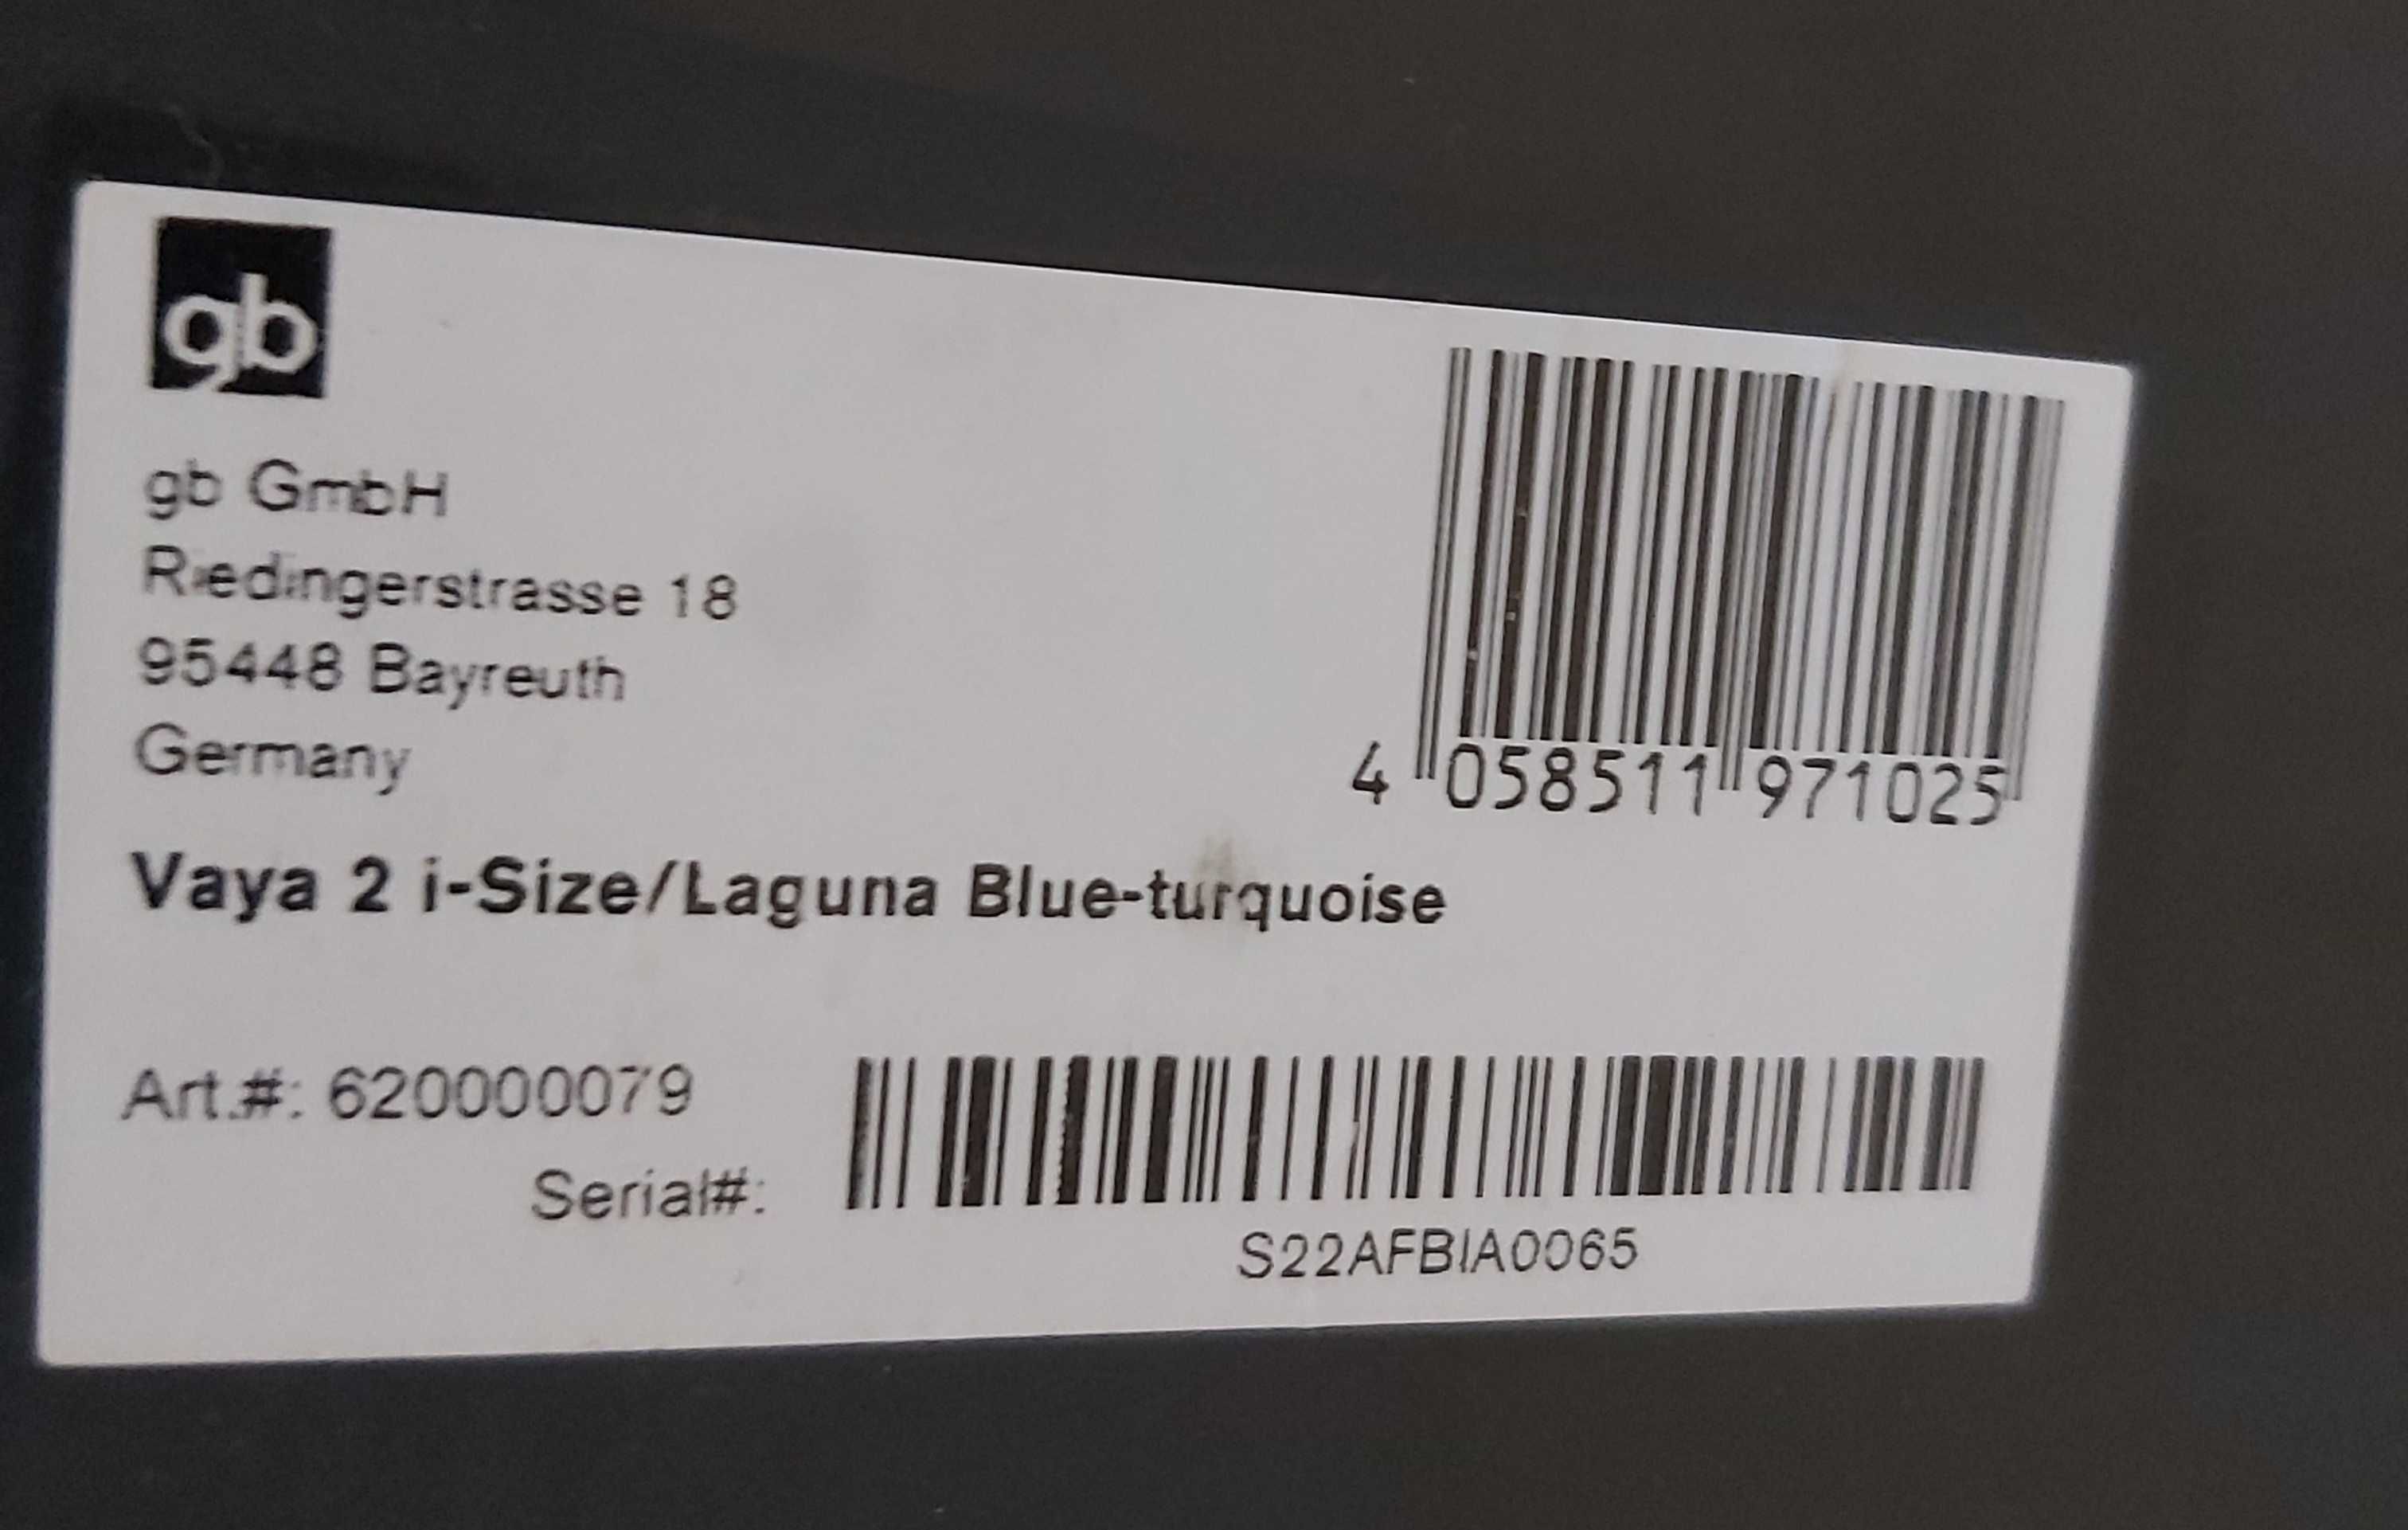 gb
gb GmbH
Riedingerstrasse 18
95448 Bayreuth
Germany
4 058511 971025
Vaya 2 i-Size/Laguna Blue-turquoise
Art.#: 620000079
Serial#:
S22AFBIA0065